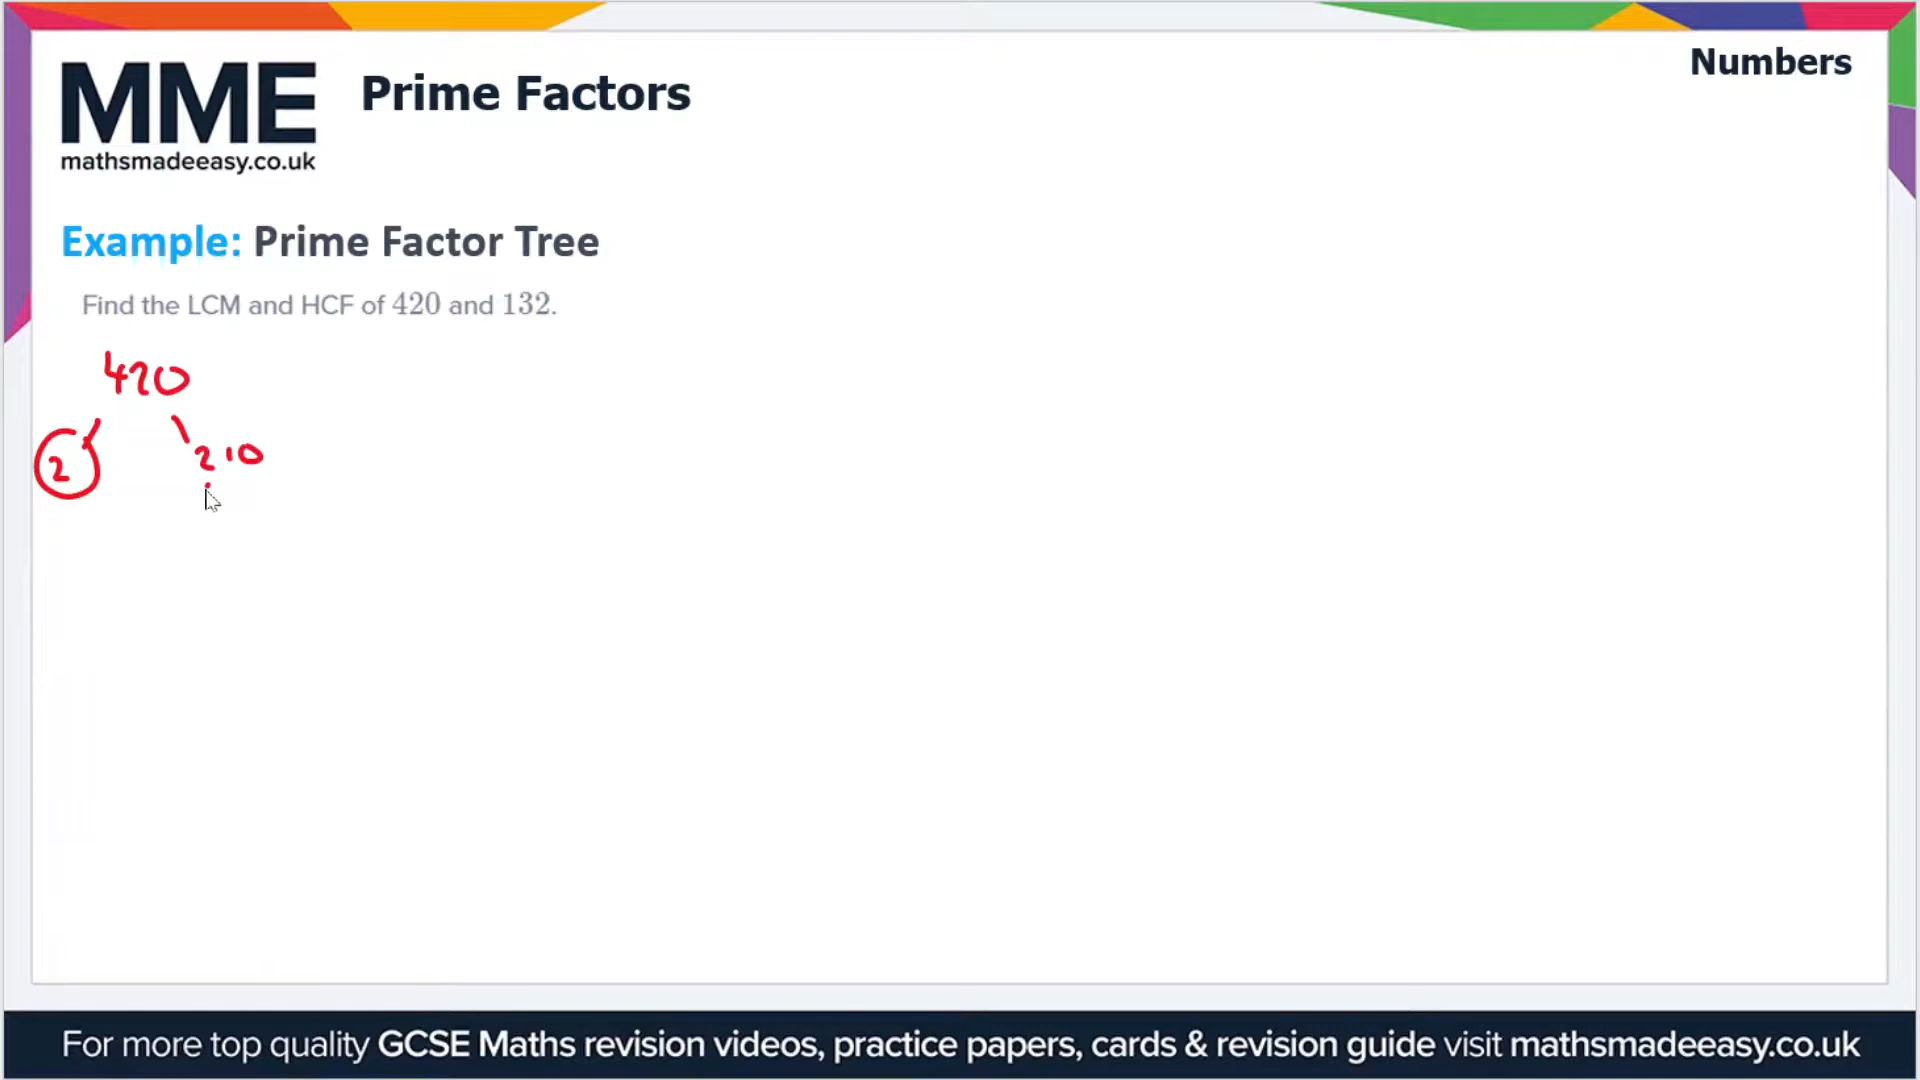 Numbers
MME
Prime Factors
mathsmadeeasy.co.uk
Example: Prime Factor Tree
Find the LCM and HCF of 420 and 132.
420
2 210
For more top quality GCSE Maths revision videos, practice papers, cards & revision guide visit mathsmadeeasy.co.uk